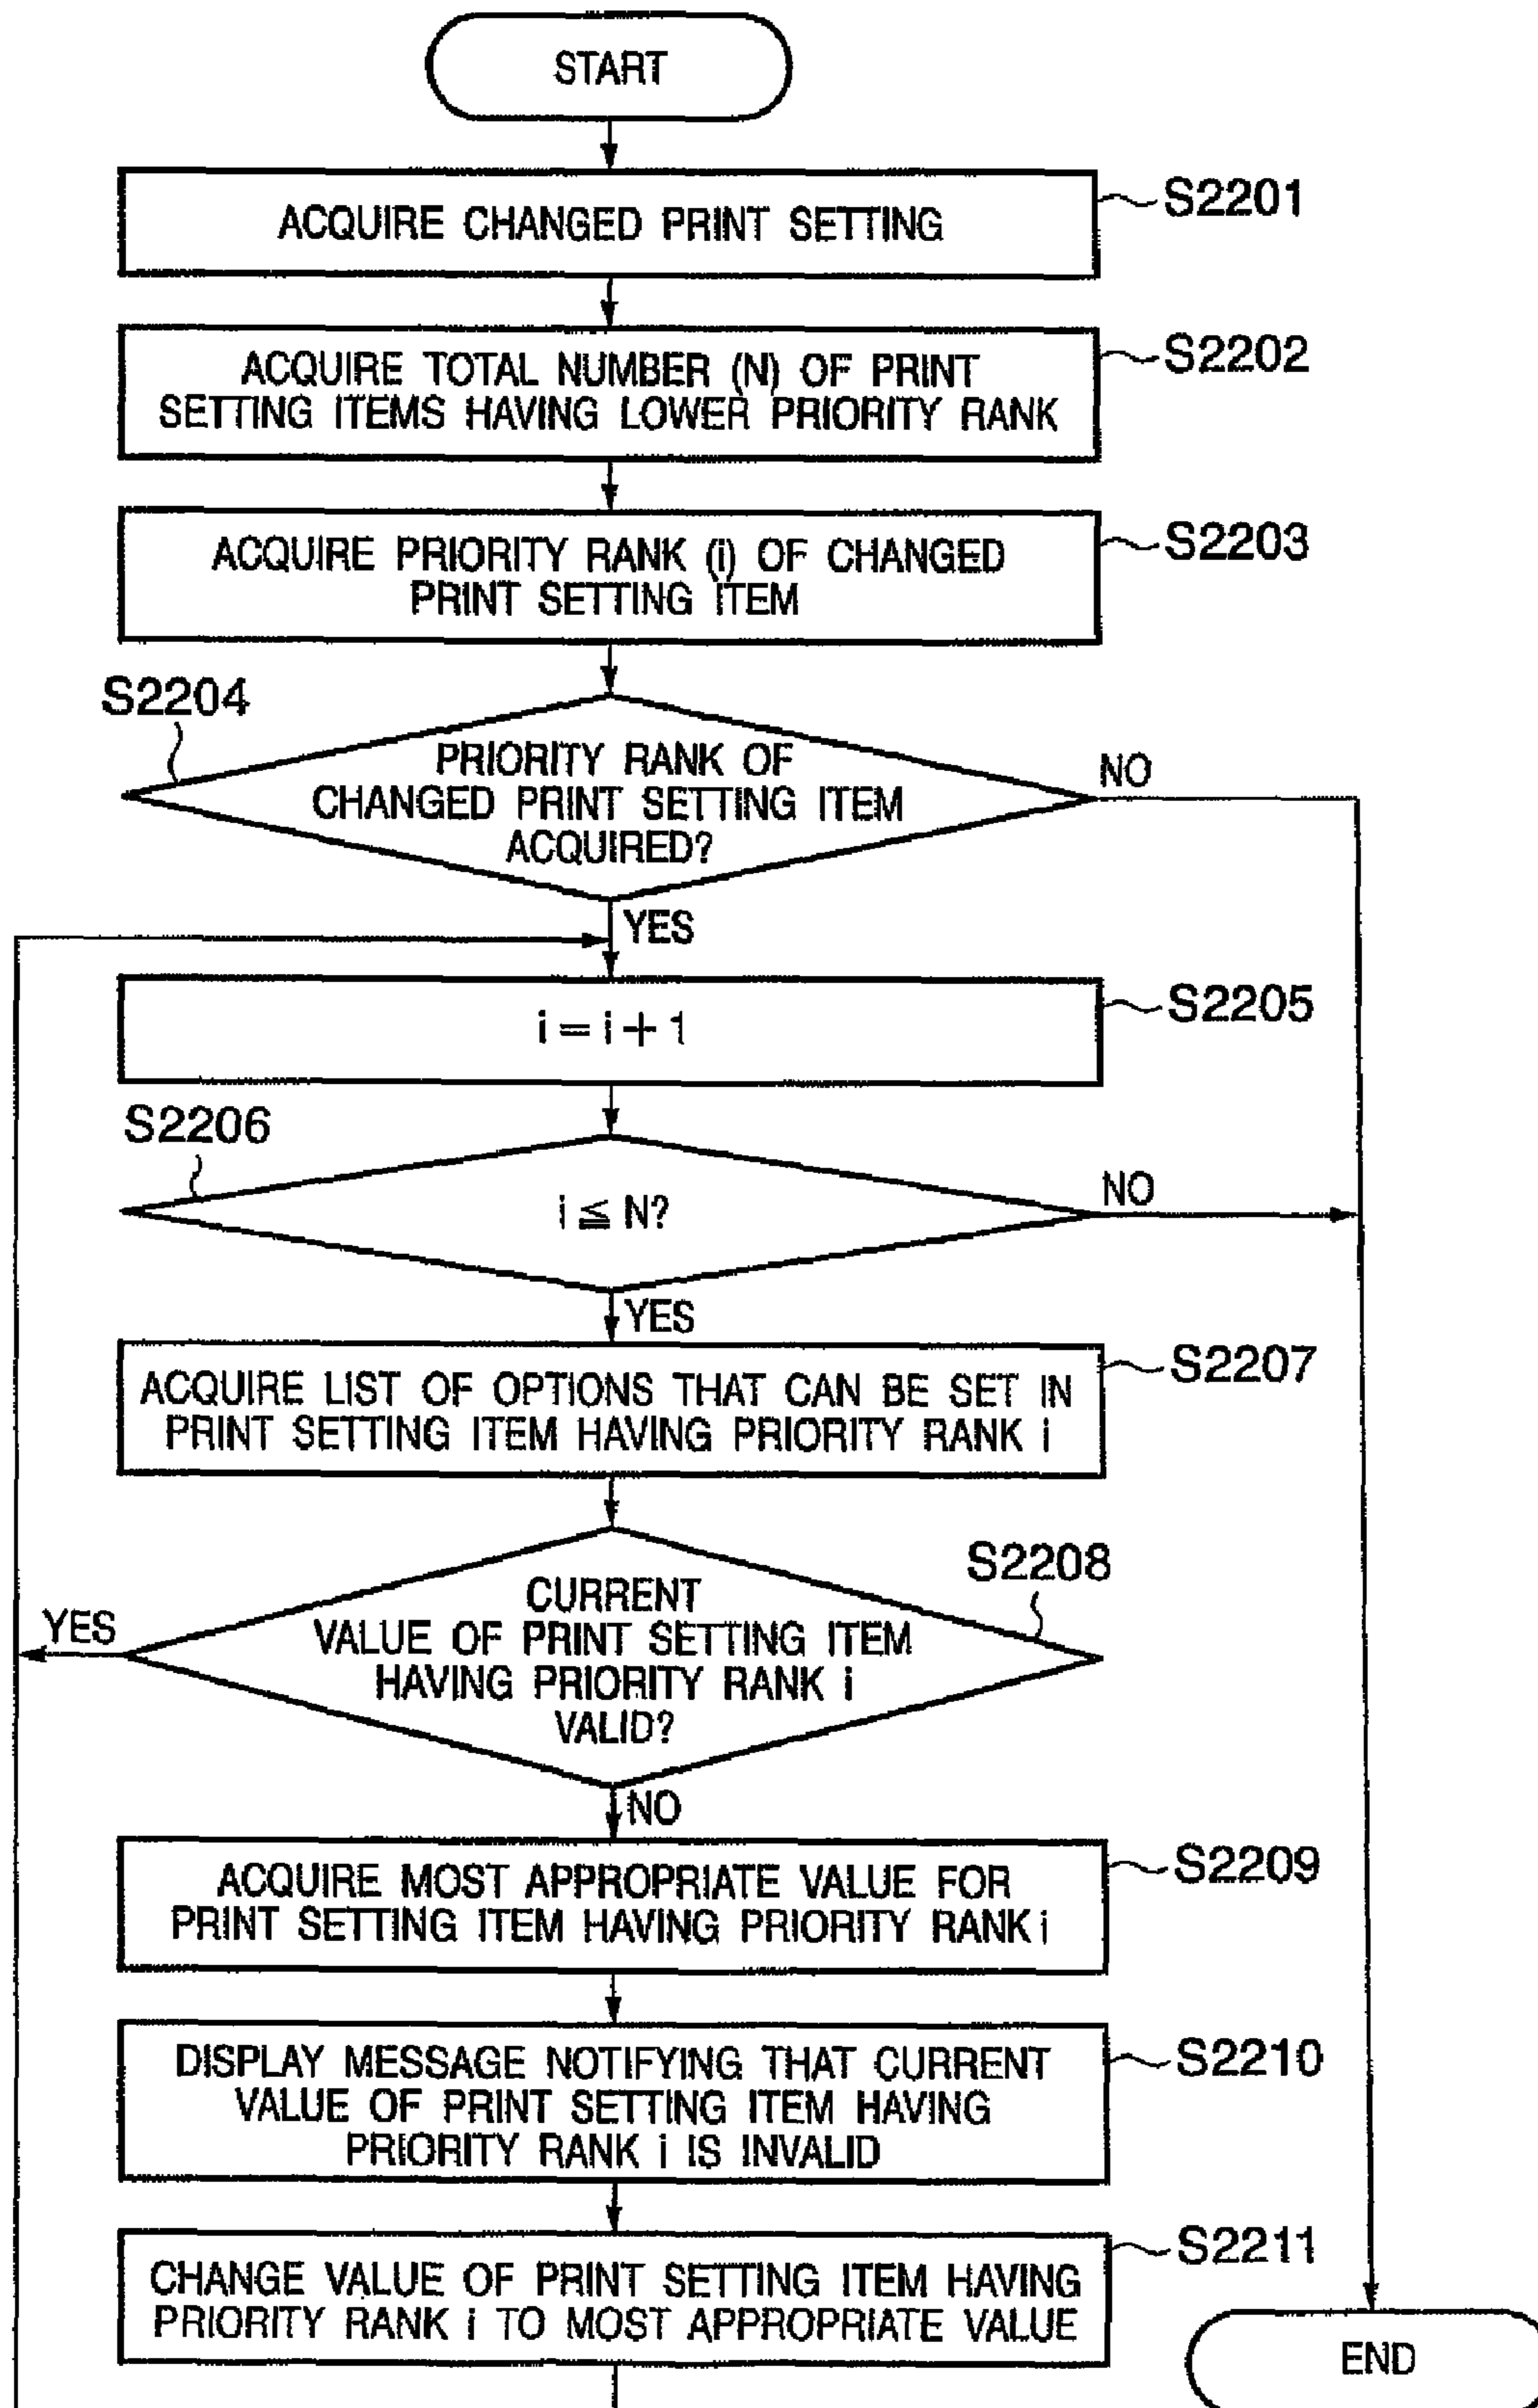 START
ACQUIRE CHANGED PRINT SETTING
S2201
ACQUIRE TOTAL NUMBER (N) OF PRINT
SETTING ITEMS HAVING LOWER PRIORITY RANK
S2202
ACQUIRE PRIORITY RANK (i) OF CHANGED
PRINT SETTING ITEM
S2203
S2204
PRIORITY RANK OF
CHANGED PRINT SETTING ITEM
ACQUIRED?
NO
YES
i = i + 1
S2205
S2206
i ≦ N?
NO
YES
ACQUIRE LIST OF OPTIONS THAT CAN BE SET IN
PRINT SETTING ITEM HAVING PRIORITY RANK i
S2207
S2208
CURRENT
VALUE OF PRINT SETTING ITEM
HAVING PRIORITY RANK i
VALID?
YES
NO
ACQUIRE MOST APPROPRIATE VALUE FOR
PRINT SETTING ITEM HAVING PRIORITY RANK i
S2209
DISPLAY MESSAGE NOTIFYING THAT CURRENT
VALUE OF PRINT SETTING ITEM HAVING
PRIORITY RANK i IS INVALID
S2210
CHANGE VALUE OF PRINT SETTING ITEM HAVING
PRIORITY RANK i TO MOST APPROPRIATE VALUE
S2211
END